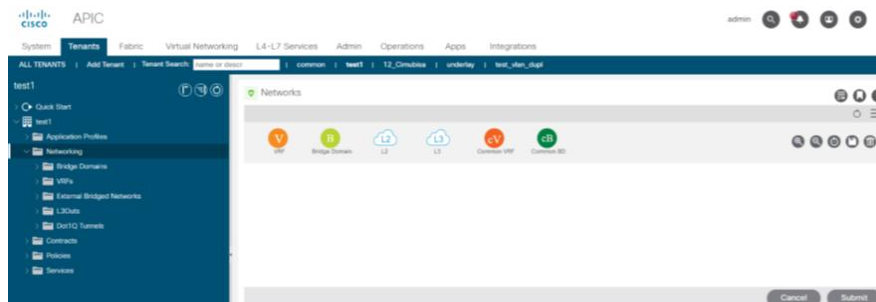 CISCO APIC admin
System Tenants Fabric Virtual Networking L4-L7 Services Admin Operations Apps Integrations
ALL TENANTS | Add Tenant | Tenant Search: name or descr | common | test1 | 12_Cimubisa | underlay | test_vlan_dupl
test1
Networks
Quick Start
test1
Application Profiles
V B L2 L3 cV cB
Networking
VRF Bridge Domain L2 L3 Common VRF Common BD
Bridge Domains
VRFs
External Bridged Networks
L3Outs
Dot1Q Tunnels
Contracts
Policies
Services
Cancel Submit